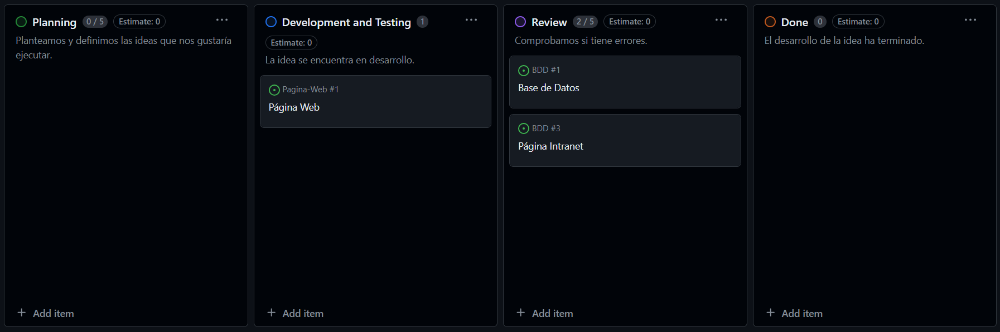 Planning 0 / 5 Estimate: 0
Planteamos y definimos las ideas que nos gustaría
ejecutar.
Add item
Development and Testing 1
Estimate: 0
La idea se encuentra en desarrollo.
Pagina-Web #1
Página Web
Add item
Review 2 / 5 Estimate: 0
Comprobamos si tiene errores.
BDD #1
Base de Datos
BDD #3
Página Intranet
Add item
Done 0 Estimate: 0
El desarrollo de la idea ha terminado.
Add item